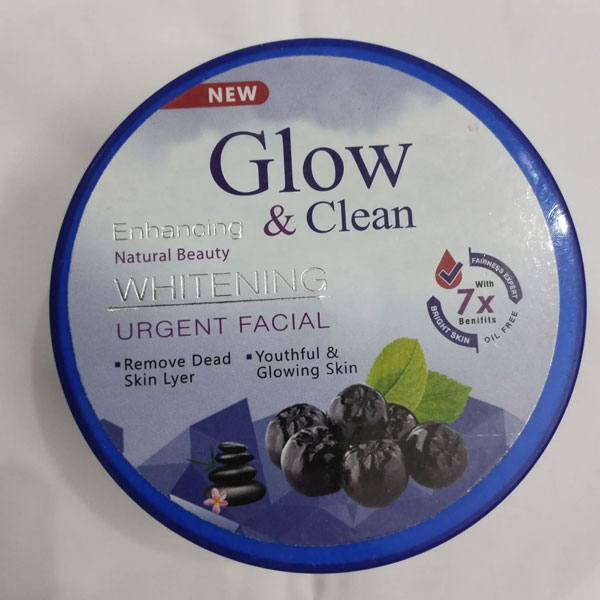 NEW
Glow
& Clean
Enhancing
Natural Beauty
WHITENING
URGENT FACIAL
▪Remove Dead
Skin Lyer
▪Youthful &
Glowing Skin
FAIRNESS EXPERT
With
7x
Benifits
BRIGHT SKIN
OIL FREE